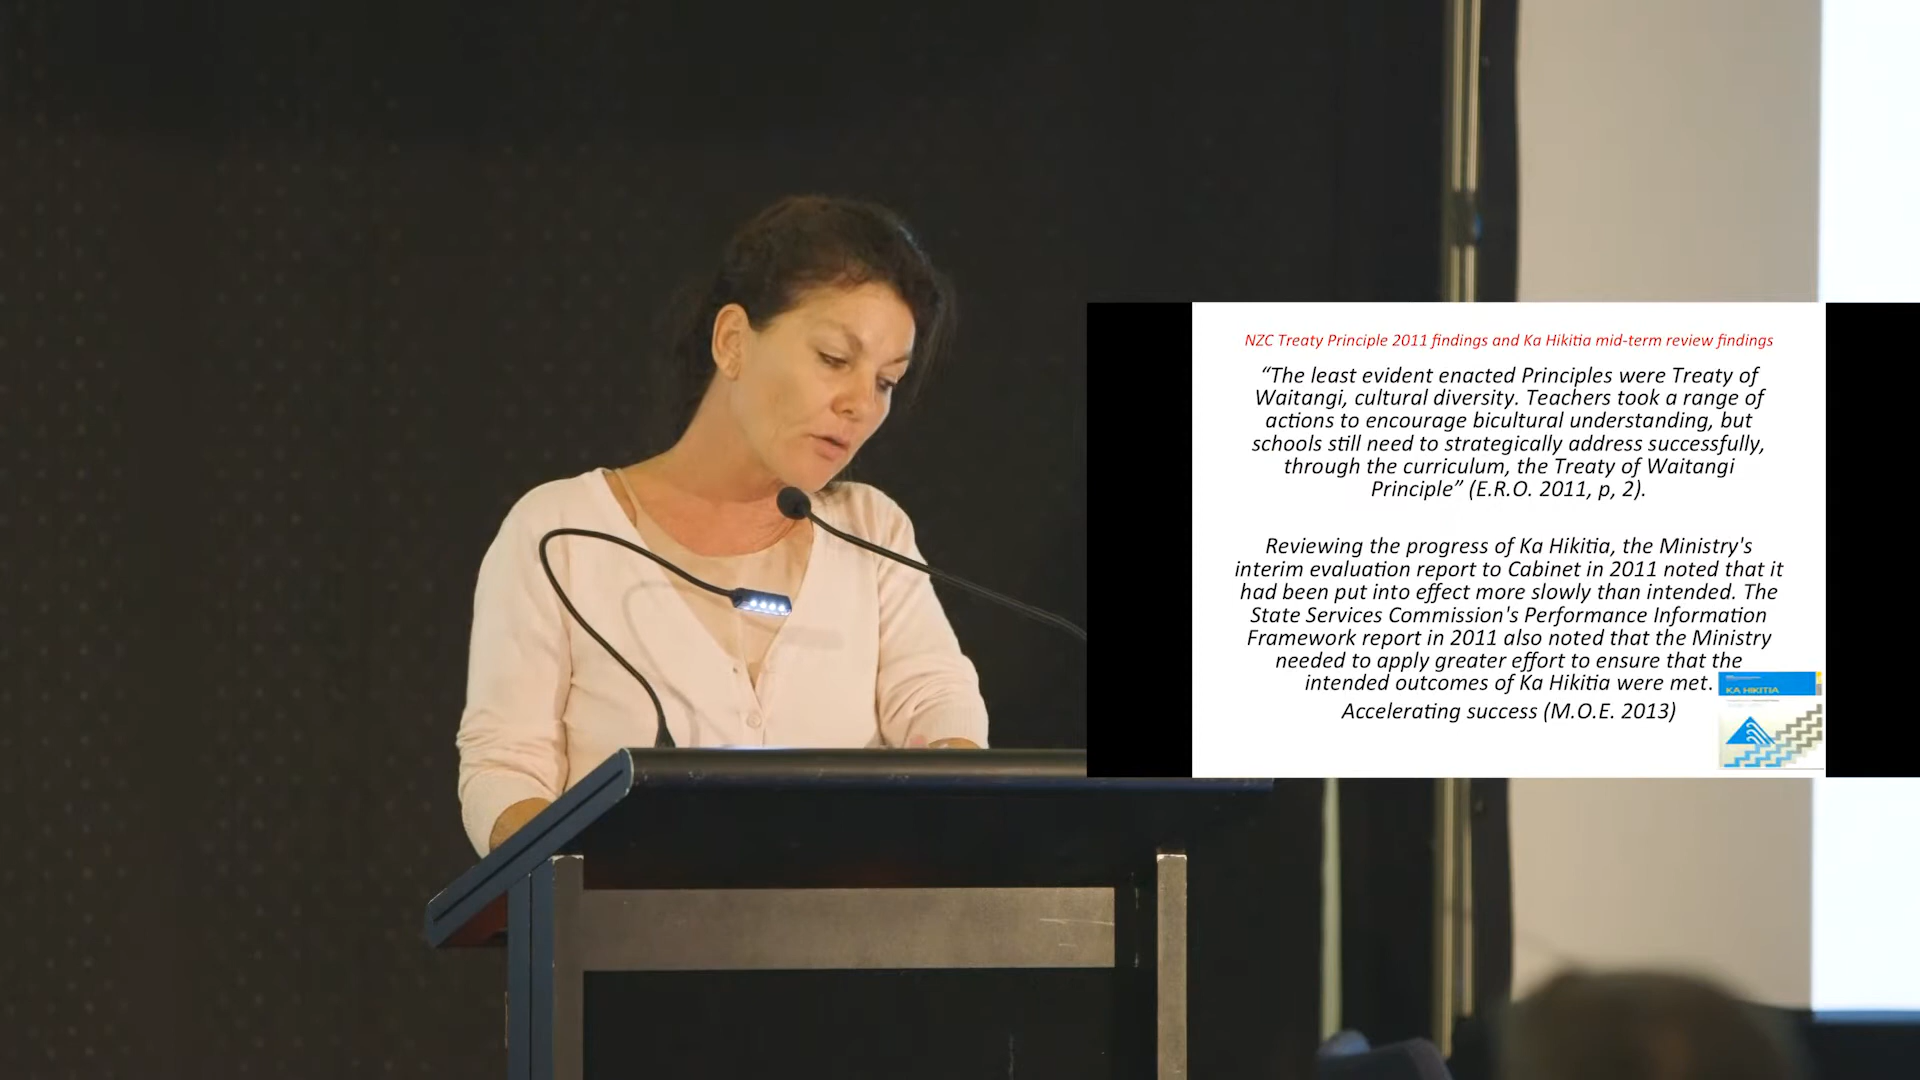 NZC Treaty Principle 2011 findings and Ka Hikitia mid-term review findings
“The least evident enacted Principles were Treaty of
Waitangi, cultural diversity. Teachers took a range of
actions to encourage bicultural understanding, but
schools still need to strategically address successfully,
through the curriculum, the Treaty of Waitangi
Principle” (E.R.O. 2011, p, 2).
Reviewing the progress of Ka Hikitia, the Ministry's
interim evaluation report to Cabinet in 2011 noted that it
had been put into effect more slowly than intended. The
State Services Commission's Performance Information
Framework report in 2011 also noted that the Ministry
needed to apply greater effort to ensure that the
intended outcomes of Ka Hikitia were met.
Accelerating success (M.O.E. 2013)
KA HIKITIA